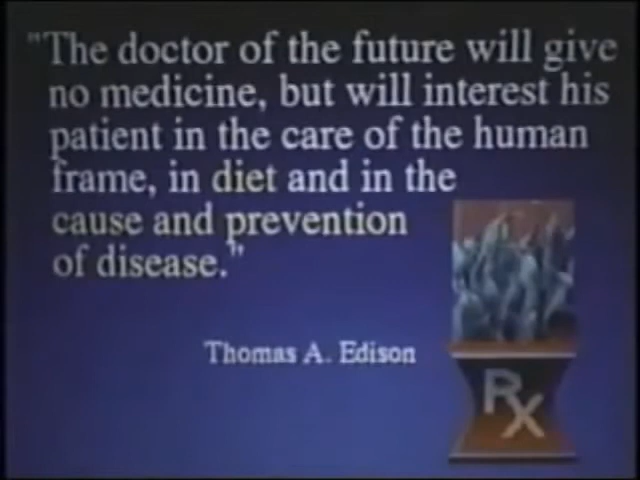 "The doctor of the future will give
no medicine, but will interest his
patient in the care of the human
frame, in diet and in the
cause and prevention
of disease."
Thomas A. Edison
RX